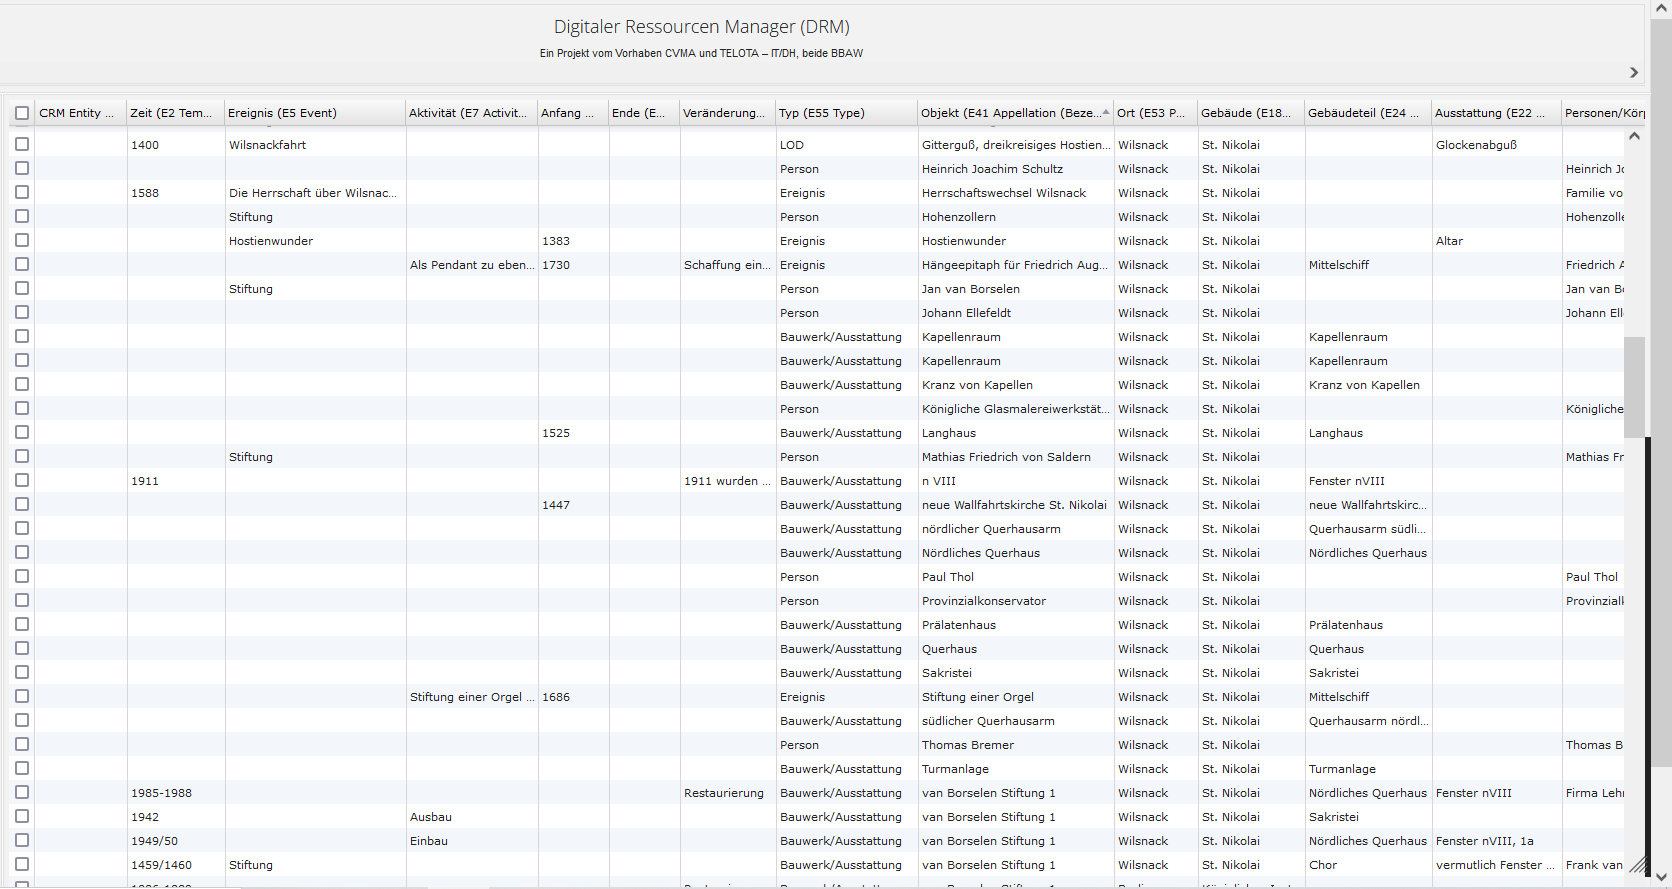 Digitaler Ressourcen Manager (DRM)
Ein Projekt vom Vorhaben CVMA und TELOTA – IT/DH, beide BBAW
CRM Entity ... Zeit (E2 Tem... Ereignis (E5 Event) Aktivität (E7 Activit... Anfang ... Ende (E... Veränderung... Typ (E55 Type) Objekt (E41 Appellation (Beze... Ort (E53 P... Gebäude (E18... Gebäudeteil (E24 ... Ausstattung (E22 ... Personen/Körp
1400 Wilsnackfahrt LOD Gitterguß, dreikreisiges Hostien... Wilsnack St. Nikolai Glockenabguß
Person Heinrich Joachim Schultz Wilsnack St. Nikolai Heinrich Jo
1588 Die Herrschaft über Wilsnac... Ereignis Herrschaftswechsel Wilsnack Wilsnack St. Nikolai Familie vo
Stiftung Person Hohenzollern Wilsnack St. Nikolai Hohenzolle
Hostienwunder 1383 Ereignis Hostienwunder Wilsnack St. Nikolai Altar
Als Pendant zu eben... 1730 Schaffung ein... Ereignis Hängeepitaph für Friedrich Aug... Wilsnack St. Nikolai Mittelschiff Friedrich A
Stiftung Person Jan van Borselen Wilsnack St. Nikolai Jan van Bo
Person Johann Ellefeldt Wilsnack St. Nikolai Johann Ell
Bauwerk/Ausstattung Kapellenraum Wilsnack St. Nikolai Kapellenraum
Bauwerk/Ausstattung Kapellenraum Wilsnack St. Nikolai Kapellenraum
Bauwerk/Ausstattung Kranz von Kapellen Wilsnack St. Nikolai Kranz von Kapellen
Person Königliche Glasmalereiwerkstät... Wilsnack St. Nikolai Königliche
1525 Bauwerk/Ausstattung Langhaus Wilsnack St. Nikolai Langhaus
Stiftung Person Mathias Friedrich von Saldern Wilsnack St. Nikolai Mathias Fr
1911 1911 wurden ... Bauwerk/Ausstattung n VIII Wilsnack St. Nikolai Fenster nVIII
1447 Bauwerk/Ausstattung neue Wallfahrtskirche St. Nikolai Wilsnack St. Nikolai neue Wallfahrtskirc...
Bauwerk/Ausstattung nördlicher Querhausarm Wilsnack St. Nikolai Querhausarm südli...
Bauwerk/Ausstattung Nördliches Querhaus Wilsnack St. Nikolai Nördliches Querhaus
Person Paul Thol Wilsnack St. Nikolai Paul Thol
Person Provinzialkonservator Wilsnack St. Nikolai Provinzialk
Bauwerk/Ausstattung Prälatenhaus Wilsnack St. Nikolai Prälatenhaus
Bauwerk/Ausstattung Querhaus Wilsnack St. Nikolai Querhaus
Bauwerk/Ausstattung Sakristei Wilsnack St. Nikolai Sakristei
Stiftung einer Orgel ... 1686 Ereignis Stiftung einer Orgel Wilsnack St. Nikolai Mittelschiff
Bauwerk/Ausstattung südlicher Querhausarm Wilsnack St. Nikolai Querhausarm nördl...
Person Thomas Bremer Wilsnack St. Nikolai Thomas B
Bauwerk/Ausstattung Turmanlage Wilsnack St. Nikolai Turmanlage
1985-1988 Restaurierung Bauwerk/Ausstattung van Borselen Stiftung 1 Wilsnack St. Nikolai Nördliches Querhaus Fenster nVIII Firma Lehr
1942 Ausbau Bauwerk/Ausstattung van Borselen Stiftung 1 Wilsnack St. Nikolai Sakristei
1949/50 Einbau Bauwerk/Ausstattung van Borselen Stiftung 1 Wilsnack St. Nikolai Nördliches Querhaus Fenster nVIII, 1a
1459/1460 Stiftung Bauwerk/Ausstattung van Borselen Stiftung 1 Wilsnack St. Nikolai Chor vermutlich Fenster ... Frank van